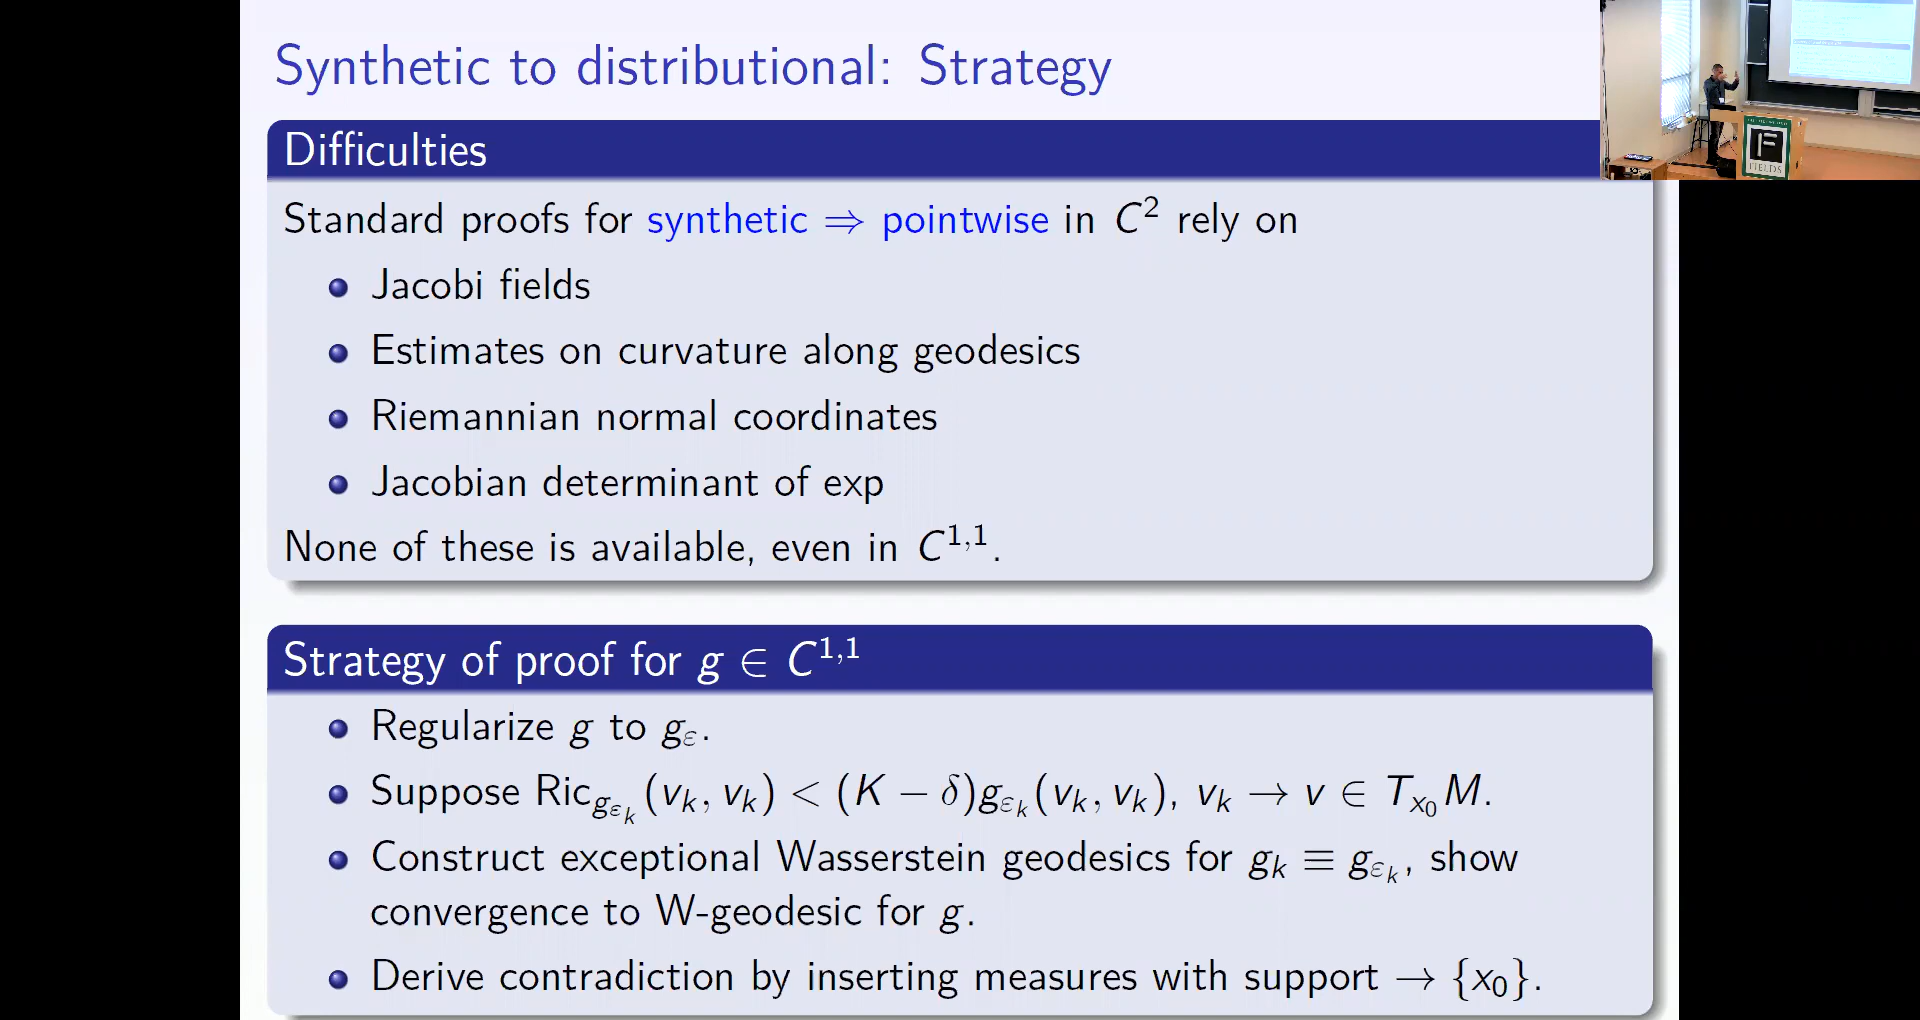 Synthetic to distributional: Strategy
Difficulties
Standard proofs for synthetic ⇒ pointwise in C² rely on
Jacobi fields
Estimates on curvature along geodesics
Riemannian normal coordinates
Jacobian determinant of exp
None of these is available, even in C^{1,1}.
Strategy of proof for g ∈ C^{1,1}
Regularize g to g_ε.
Suppose Ric_{g_{ε_k}}(v_k, v_k) < (K − δ)g_{ε_k}(v_k, v_k), v_k → v ∈ T_{x_0}M.
Construct exceptional Wasserstein geodesics for g_k ≡ g_{ε_k}, show
convergence to W-geodesic for g.
Derive contradiction by inserting measures with support → {x_0}.
FIELDS